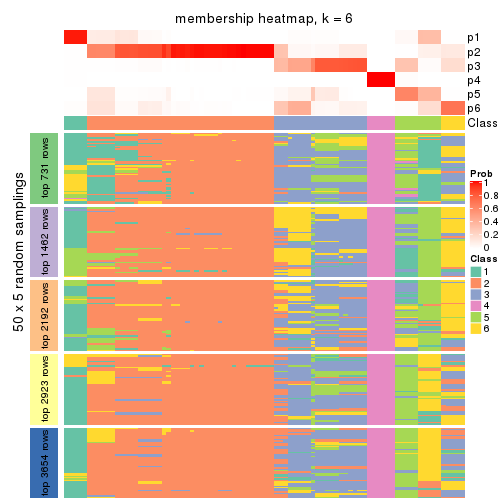 membership heatmap, k = 6
p1
p2
p3
p4
p5
p6
Class
50 x 5 random samplings
top 731 rows
top 1462 rows
top 2192 rows
top 2923 rows
top 3654 rows
Prob
1
0.8
0.6
0.4
0.2
0
Class
1
2
3
4
5
6